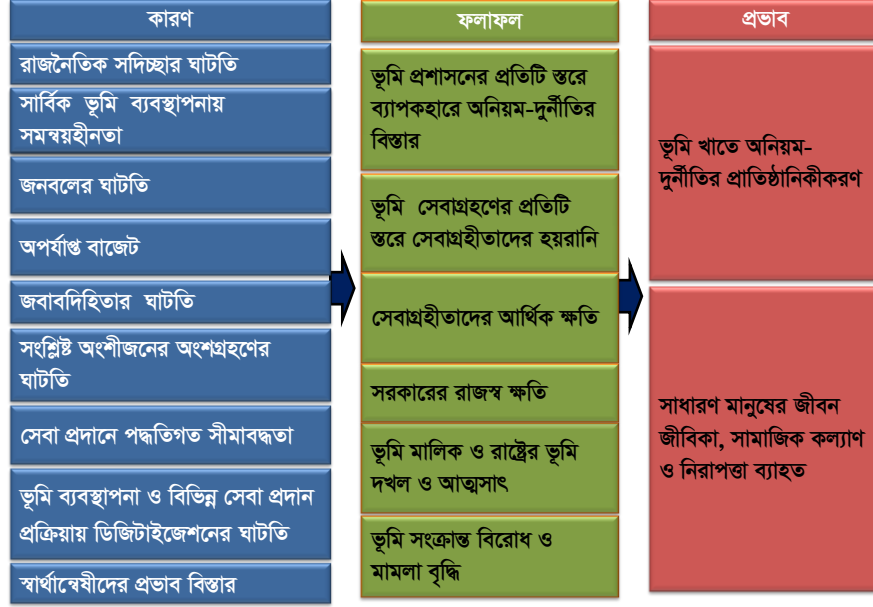 কারণ
রাজনৈতিক সদিচ্ছার ঘাটতি
সার্বিক ভূমি ব্যবস্থাপনায়
সমন্বয়হীনতা
জনবলের ঘাটতি
অপর্যাপ্ত বাজেট
জবাবদিহিতার ঘাটতি
সংশ্লিষ্ট অংশীজনের অংশগ্রহণের
ঘাটতি
সেবা প্রদানে পদ্ধতিগত সীমাবদ্ধতা
ভূমি ব্যবস্থাপনা ও বিভিন্ন সেবা প্রদান
প্রক্রিয়ায় ডিজিটাইজেশনের ঘাটতি
স্বার্থান্বেষীদের প্রভাব বিস্তার
ফলাফল
ভূমি প্রশাসনের প্রতিটি স্তরে
ব্যাপকহারে অনিয়ম-দুর্নীতির
বিস্তার
ভূমি সেবাগ্রহণের প্রতিটি
স্তরে সেবাগ্রহীতাদের হয়রানি
সেবাগ্রহীতাদের আর্থিক ক্ষতি
সরকারের রাজস্ব ক্ষতি
ভূমি মালিক ও রাষ্ট্রের ভূমি
দখল ও আত্মসাৎ
ভূমি সংক্রান্ত বিরোধ ও
মামলা বৃদ্ধি
প্রভাব
ভূমি খাতে অনিয়ম-
দুর্নীতির প্রাতিষ্ঠানিকীকরণ
সাধারণ মানুষের জীবন
জীবিকা, সামাজিক কল্যাণ
ও নিরাপত্তা ব্যাহত